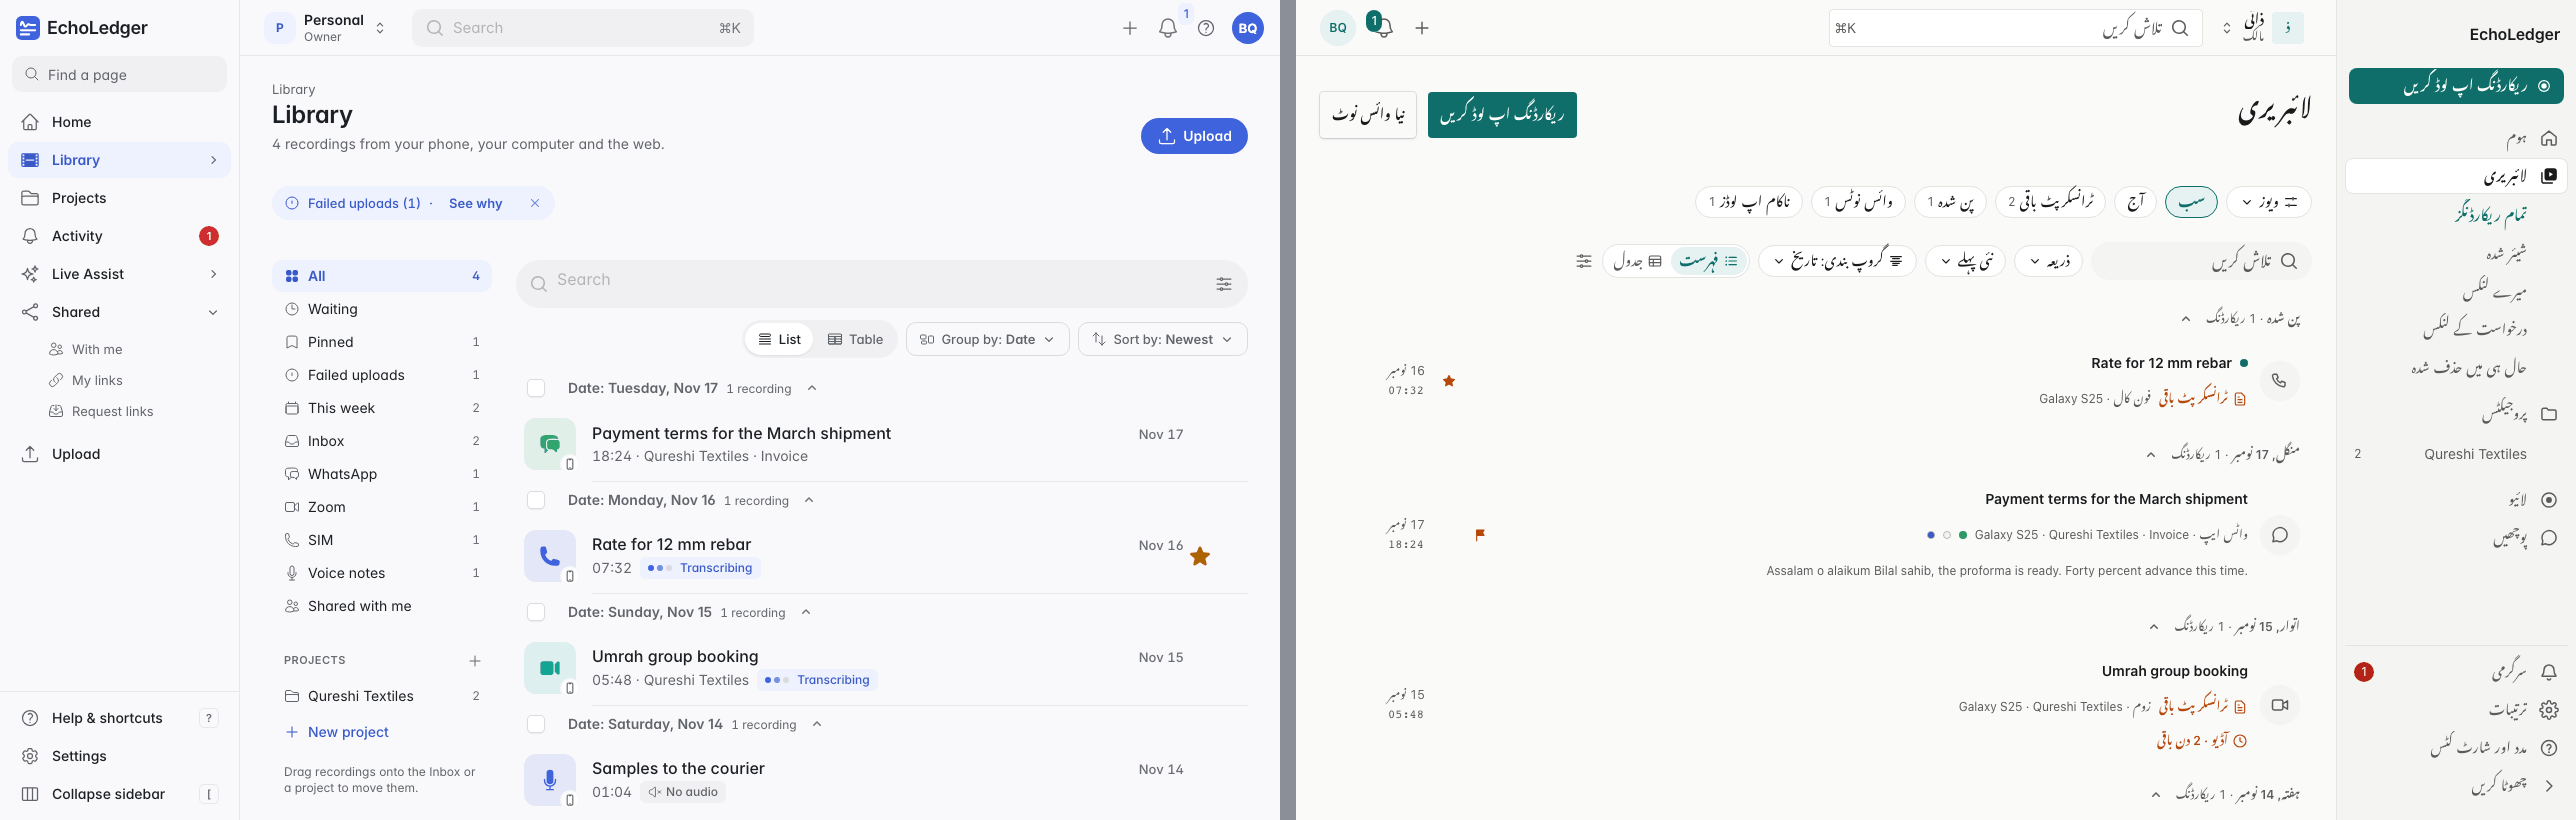 EchoLedger
Find a page
Home
Library
Projects
Activity 1
Live Assist
Shared
With me
My links
Request links
Upload
Help & shortcuts ?
Settings
Collapse sidebar [
P Personal
Owner
Search ⌘K
1
BQ
Library
Library
4 recordings from your phone, your computer and the web.
Upload
Failed uploads (1) · See why
All 4
Waiting
Pinned 1
Failed uploads 1
This week 2
Inbox 2
WhatsApp 1
Zoom 1
SIM 1
Voice notes 1
Shared with me
PROJECTS
Qureshi Textiles 2
New project
Drag recordings onto the Inbox or
a project to move them.
Search
List Table Group by: Date Sort by: Newest
Date: Tuesday, Nov 17 1 recording
Payment terms for the March shipment Nov 17
18:24 · Qureshi Textiles · Invoice
Date: Monday, Nov 16 1 recording
Rate for 12 mm rebar Nov 16
07:32 Transcribing
Date: Sunday, Nov 15 1 recording
Umrah group booking Nov 15
05:48 · Qureshi Textiles Transcribing
Date: Saturday, Nov 14 1 recording
Samples to the courier Nov 14
01:04 No audio
EchoLedger
ریکارڈنگ اپ لوڈ کریں
ہوم
لائبریری
تمام ریکارڈنگز
شیئر شدہ
میرے لنکس
درخواست کے لنکس
حال ہی میں حذف شدہ
پروجیکٹس
Qureshi Textiles 2
لائیو
پوچھیں
سرگرمی 1
ترتیبات
مدد اور شارٹ کٹس
چھوٹا کریں
ذ ذاتی
مالک
تلاش کریں ⌘K
1
BQ
لائبریری
ریکارڈنگ اپ لوڈ کریں
نیا وائس نوٹ
ویوز سب آج ٹرانسکرپٹ باقی 2 پن شدہ 1 وائس نوٹس 1 ناکام اپ لوڈز 1
تلاش کریں ذریعہ نئی پہلے گروپ بندی: تاریخ فہرست جدول
پن شدہ · 1 ریکارڈنگ
Rate for 12 mm rebar
ٹرانسکرپٹ باقی فون کال · Galaxy S25
16 نومبر
07:32
منگل, 17 نومبر · 1 ریکارڈنگ
Payment terms for the March shipment
واٹس ایپ · Galaxy S25 · Qureshi Textiles · Invoice
Assalam o alaikum Bilal sahib, the proforma is ready. Forty percent advance this time.
17 نومبر
18:24
اتوار, 15 نومبر · 1 ریکارڈنگ
Umrah group booking
ٹرانسکرپٹ باقی زوم · Galaxy S25 · Qureshi Textiles
آڈیو · 2 دن باقی
15 نومبر
05:48
ہفتہ, 14 نومبر · 1 ریکارڈنگ